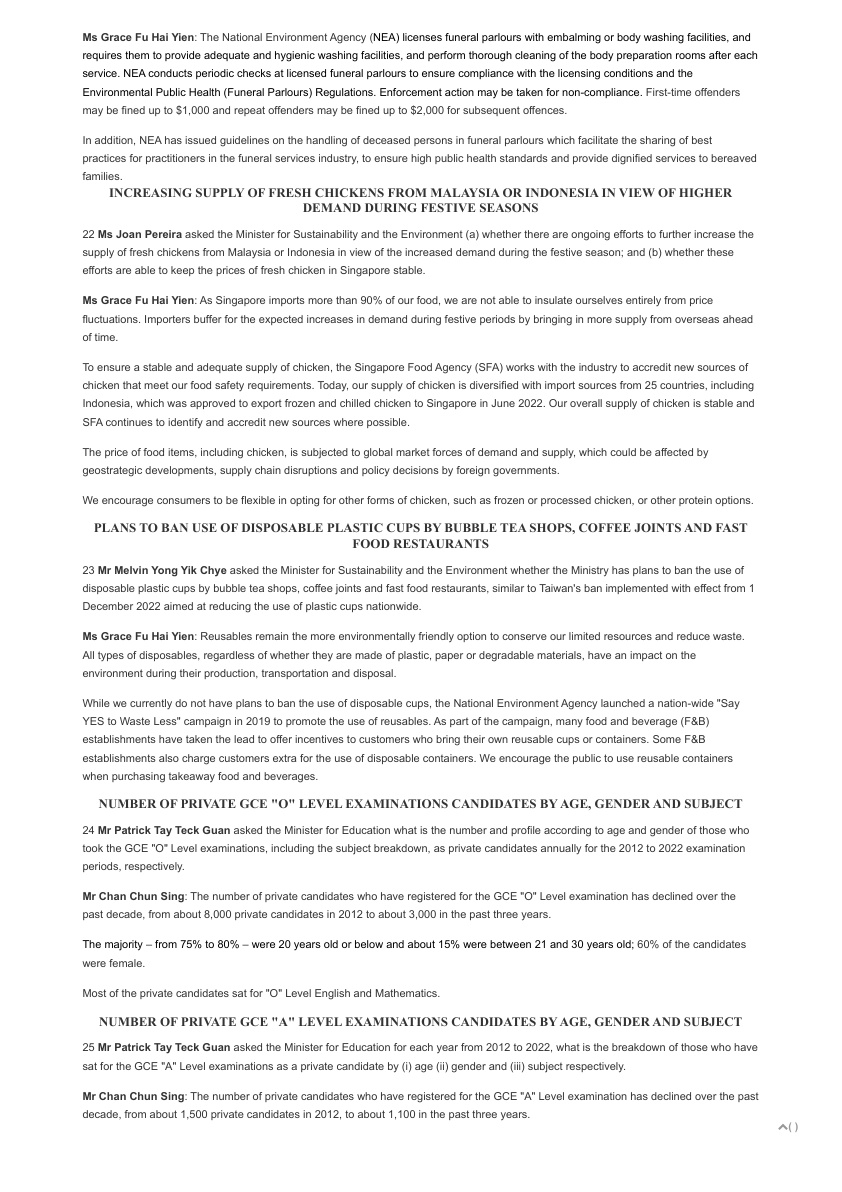 Ms Grace Fu Hai Yien: The National Environment Agency (NEA) licenses funeral parlours with embalming or body washing facilities, and
requires them to provide adequate and hygienic washing facilities, and perform thorough cleaning of the body preparation rooms after each
service. NEA conducts periodic checks at licensed funeral parlours to ensure compliance with the licensing conditions and the
Environmental Public Health (Funeral Parlours) Regulations. Enforcement action may be taken for non-compliance. First-time offenders
may be fined up to $1,000 and repeat offenders may be fined up to $2,000 for subsequent offences.
In addition, NEA has issued guidelines on the handling of deceased persons in funeral parlours which facilitate the sharing of best
practices for practitioners in the funeral services industry, to ensure high public health standards and provide dignified services to bereaved
families.
INCREASING SUPPLY OF FRESH CHICKENS FROM MALAYSIA OR INDONESIA IN VIEW OF HIGHER
DEMAND DURING FESTIVE SEASONS
22 Ms Joan Pereira asked the Minister for Sustainability and the Environment (a) whether there are ongoing efforts to further increase the
supply of fresh chickens from Malaysia or Indonesia in view of the increased demand during the festive season; and (b) whether these
efforts are able to keep the prices of fresh chicken in Singapore stable.
Ms Grace Fu Hai Yien: As Singapore imports more than 90% of our food, we are not able to insulate ourselves entirely from price
fluctuations. Importers buffer for the expected increases in demand during festive periods by bringing in more supply from overseas ahead
of time.
To ensure a stable and adequate supply of chicken, the Singapore Food Agency (SFA) works with the industry to accredit new sources of
chicken that meet our food safety requirements. Today, our supply of chicken is diversified with import sources from 25 countries, including
Indonesia, which was approved to export frozen and chilled chicken to Singapore in June 2022. Our overall supply of chicken is stable and
SFA continues to identify and accredit new sources where possible.
The price of food items, including chicken, is subjected to global market forces of demand and supply, which could be affected by
geostrategic developments, supply chain disruptions and policy decisions by foreign governments.
We encourage consumers to be flexible in opting for other forms of chicken, such as frozen or processed chicken, or other protein options.
PLANS TO BAN USE OF DISPOSABLE PLASTIC CUPS BY BUBBLE TEA SHOPS, COFFEE JOINTS AND FAST
FOOD RESTAURANTS
23 Mr Melvin Yong Yik Chye asked the Minister for Sustainability and the Environment whether the Ministry has plans to ban the use of
disposable plastic cups by bubble tea shops, coffee joints and fast food restaurants, similar to Taiwan's ban implemented with effect from 1
December 2022 aimed at reducing the use of plastic cups nationwide.
Ms Grace Fu Hai Yien: Reusables remain the more environmentally friendly option to conserve our limited resources and reduce waste.
All types of disposables, regardless of whether they are made of plastic, paper or degradable materials, have an impact on the
environment during their production, transportation and disposal.
While we currently do not have plans to ban the use of disposable cups, the National Environment Agency launched a nation-wide "Say
YES to Waste Less" campaign in 2019 to promote the use of reusables. As part of the campaign, many food and beverage (F&B)
establishments have taken the lead to offer incentives to customers who bring their own reusable cups or containers. Some F&B
establishments also charge customers extra for the use of disposable containers. We encourage the public to use reusable containers
when purchasing takeaway food and beverages.
NUMBER OF PRIVATE GCE "O" LEVEL EXAMINATIONS CANDIDATES BY AGE, GENDER AND SUBJECT
24 Mr Patrick Tay Teck Guan asked the Minister for Education what is the number and profile according to age and gender of those who
took the GCE "O" Level examinations, including the subject breakdown, as private candidates annually for the 2012 to 2022 examination
periods, respectively.
Mr Chan Chun Sing: The number of private candidates who have registered for the GCE "O" Level examination has declined over the
past decade, from about 8,000 private candidates in 2012 to about 3,000 in the past three years.
The majority – from 75% to 80% – were 20 years old or below and about 15% were between 21 and 30 years old; 60% of the candidates
were female.
Most of the private candidates sat for "O" Level English and Mathematics.
NUMBER OF PRIVATE GCE "A" LEVEL EXAMINATIONS CANDIDATES BY AGE, GENDER AND SUBJECT
25 Mr Patrick Tay Teck Guan asked the Minister for Education for each year from 2012 to 2022, what is the breakdown of those who have
sat for the GCE "A" Level examinations as a private candidate by (i) age (ii) gender and (iii) subject respectively.
Mr Chan Chun Sing: The number of private candidates who have registered for the GCE "A" Level examination has declined over the past
decade, from about 1,500 private candidates in 2012, to about 1,100 in the past three years.
( )